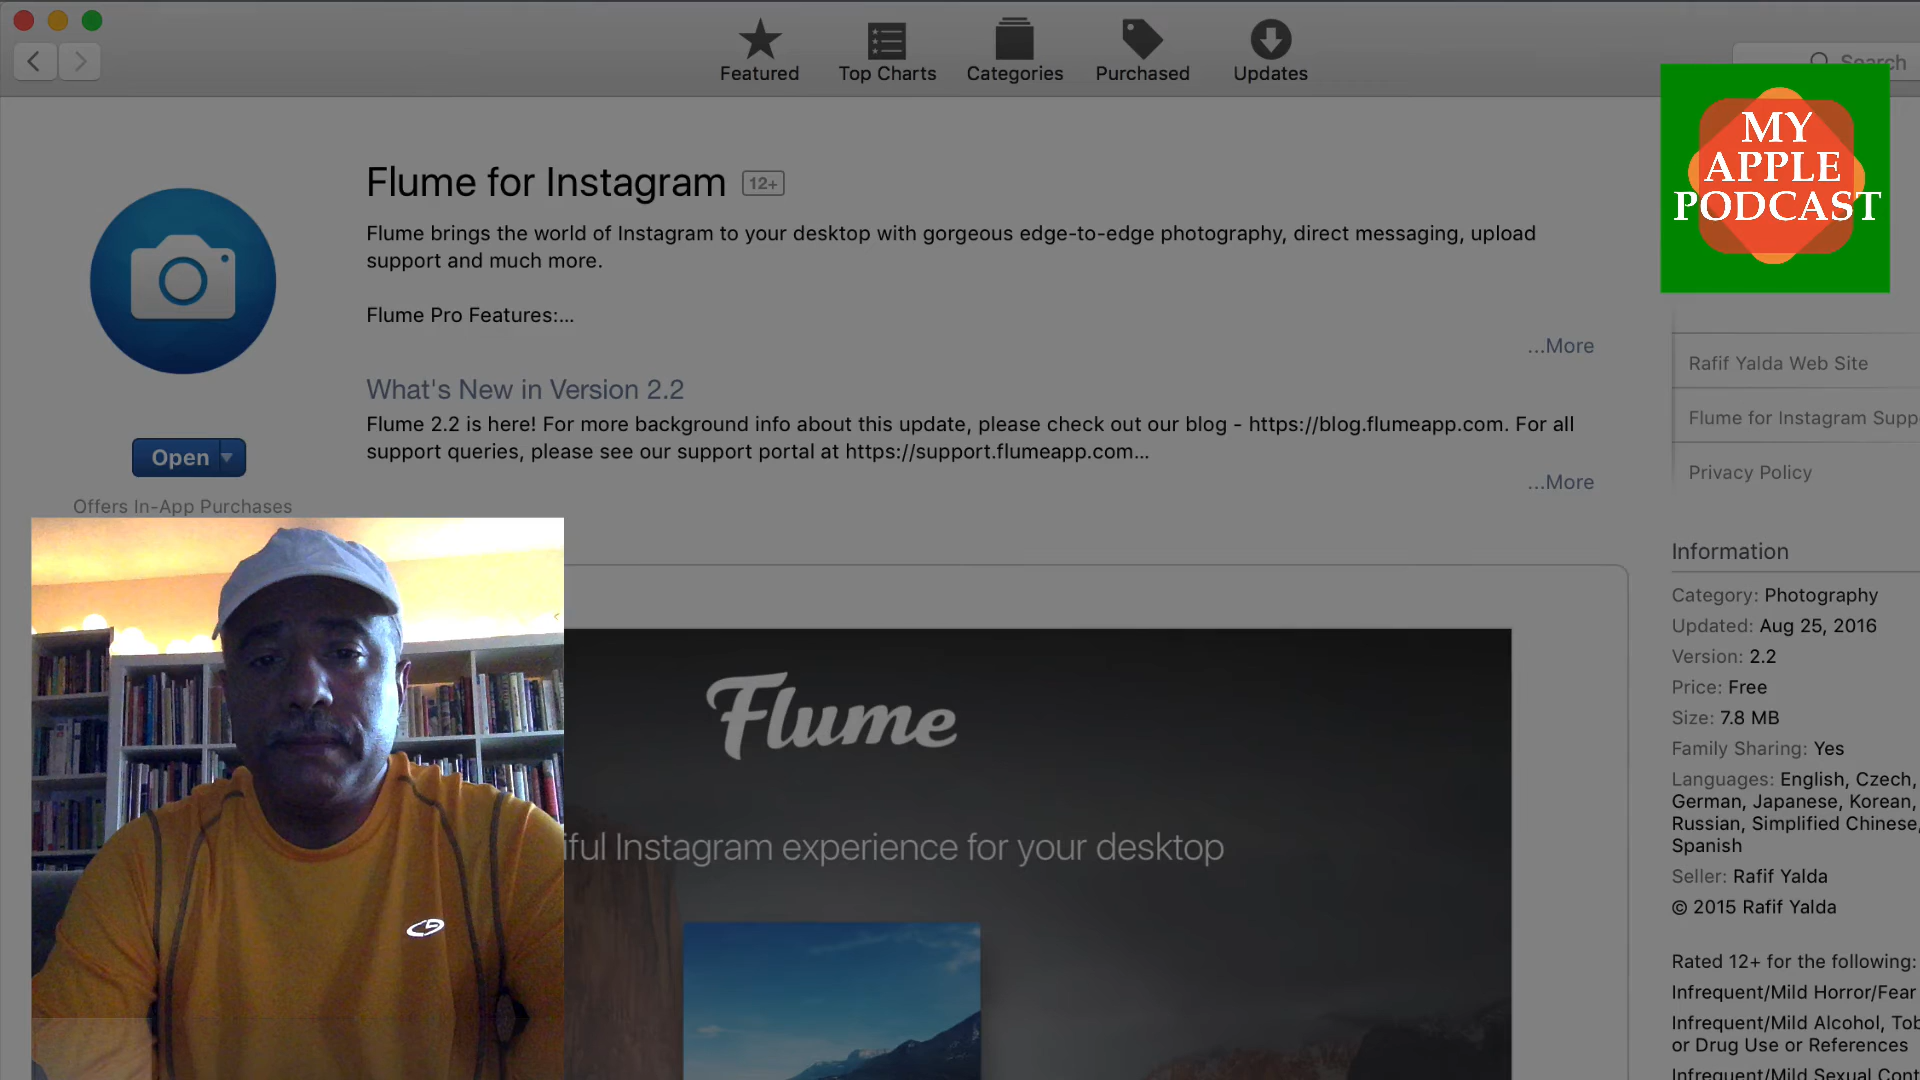 Featured
Top Charts
Categories
Purchased
Updates
Search
MY
APPLE
PODCAST
Flume for Instagram 12+
Flume brings the world of Instagram to your desktop with gorgeous edge-to-edge photography, direct messaging, upload
support and much more.
Flume Pro Features:...
...More
What's New in Version 2.2
Flume 2.2 is here! For more background info about this update, please check out our blog - https://blog.flumeapp.com. For all
support queries, please see our support portal at https://support.flumeapp.com...
...More
Open
Offers In-App Purchases
Flume
iful Instagram experience for your desktop
Rafif Yalda Web Site
Flume for Instagram Supp
Privacy Policy
Information
Category: Photography
Updated: Aug 25, 2016
Version: 2.2
Price: Free
Size: 7.8 MB
Family Sharing: Yes
Languages: English, Czech,
German, Japanese, Korean,
Russian, Simplified Chinese,
Spanish
Seller: Rafif Yalda
© 2015 Rafif Yalda
Rated 12+ for the following:
Infrequent/Mild Horror/Fear
Infrequent/Mild Alcohol, Tob
or Drug Use or References
Infrequent/Mild Sexual Cont